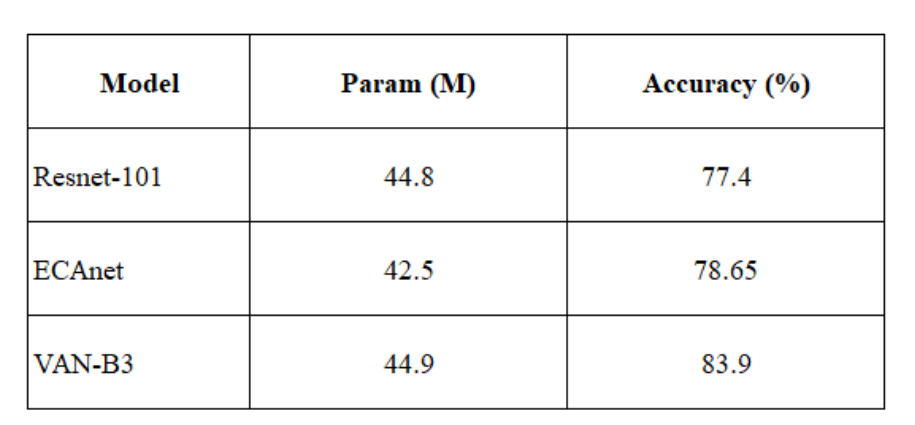 Model Param (M) Accuracy (%)
Resnet-101 44.8 77.4
ECAnet 42.5 78.65
VAN-B3 44.9 83.9